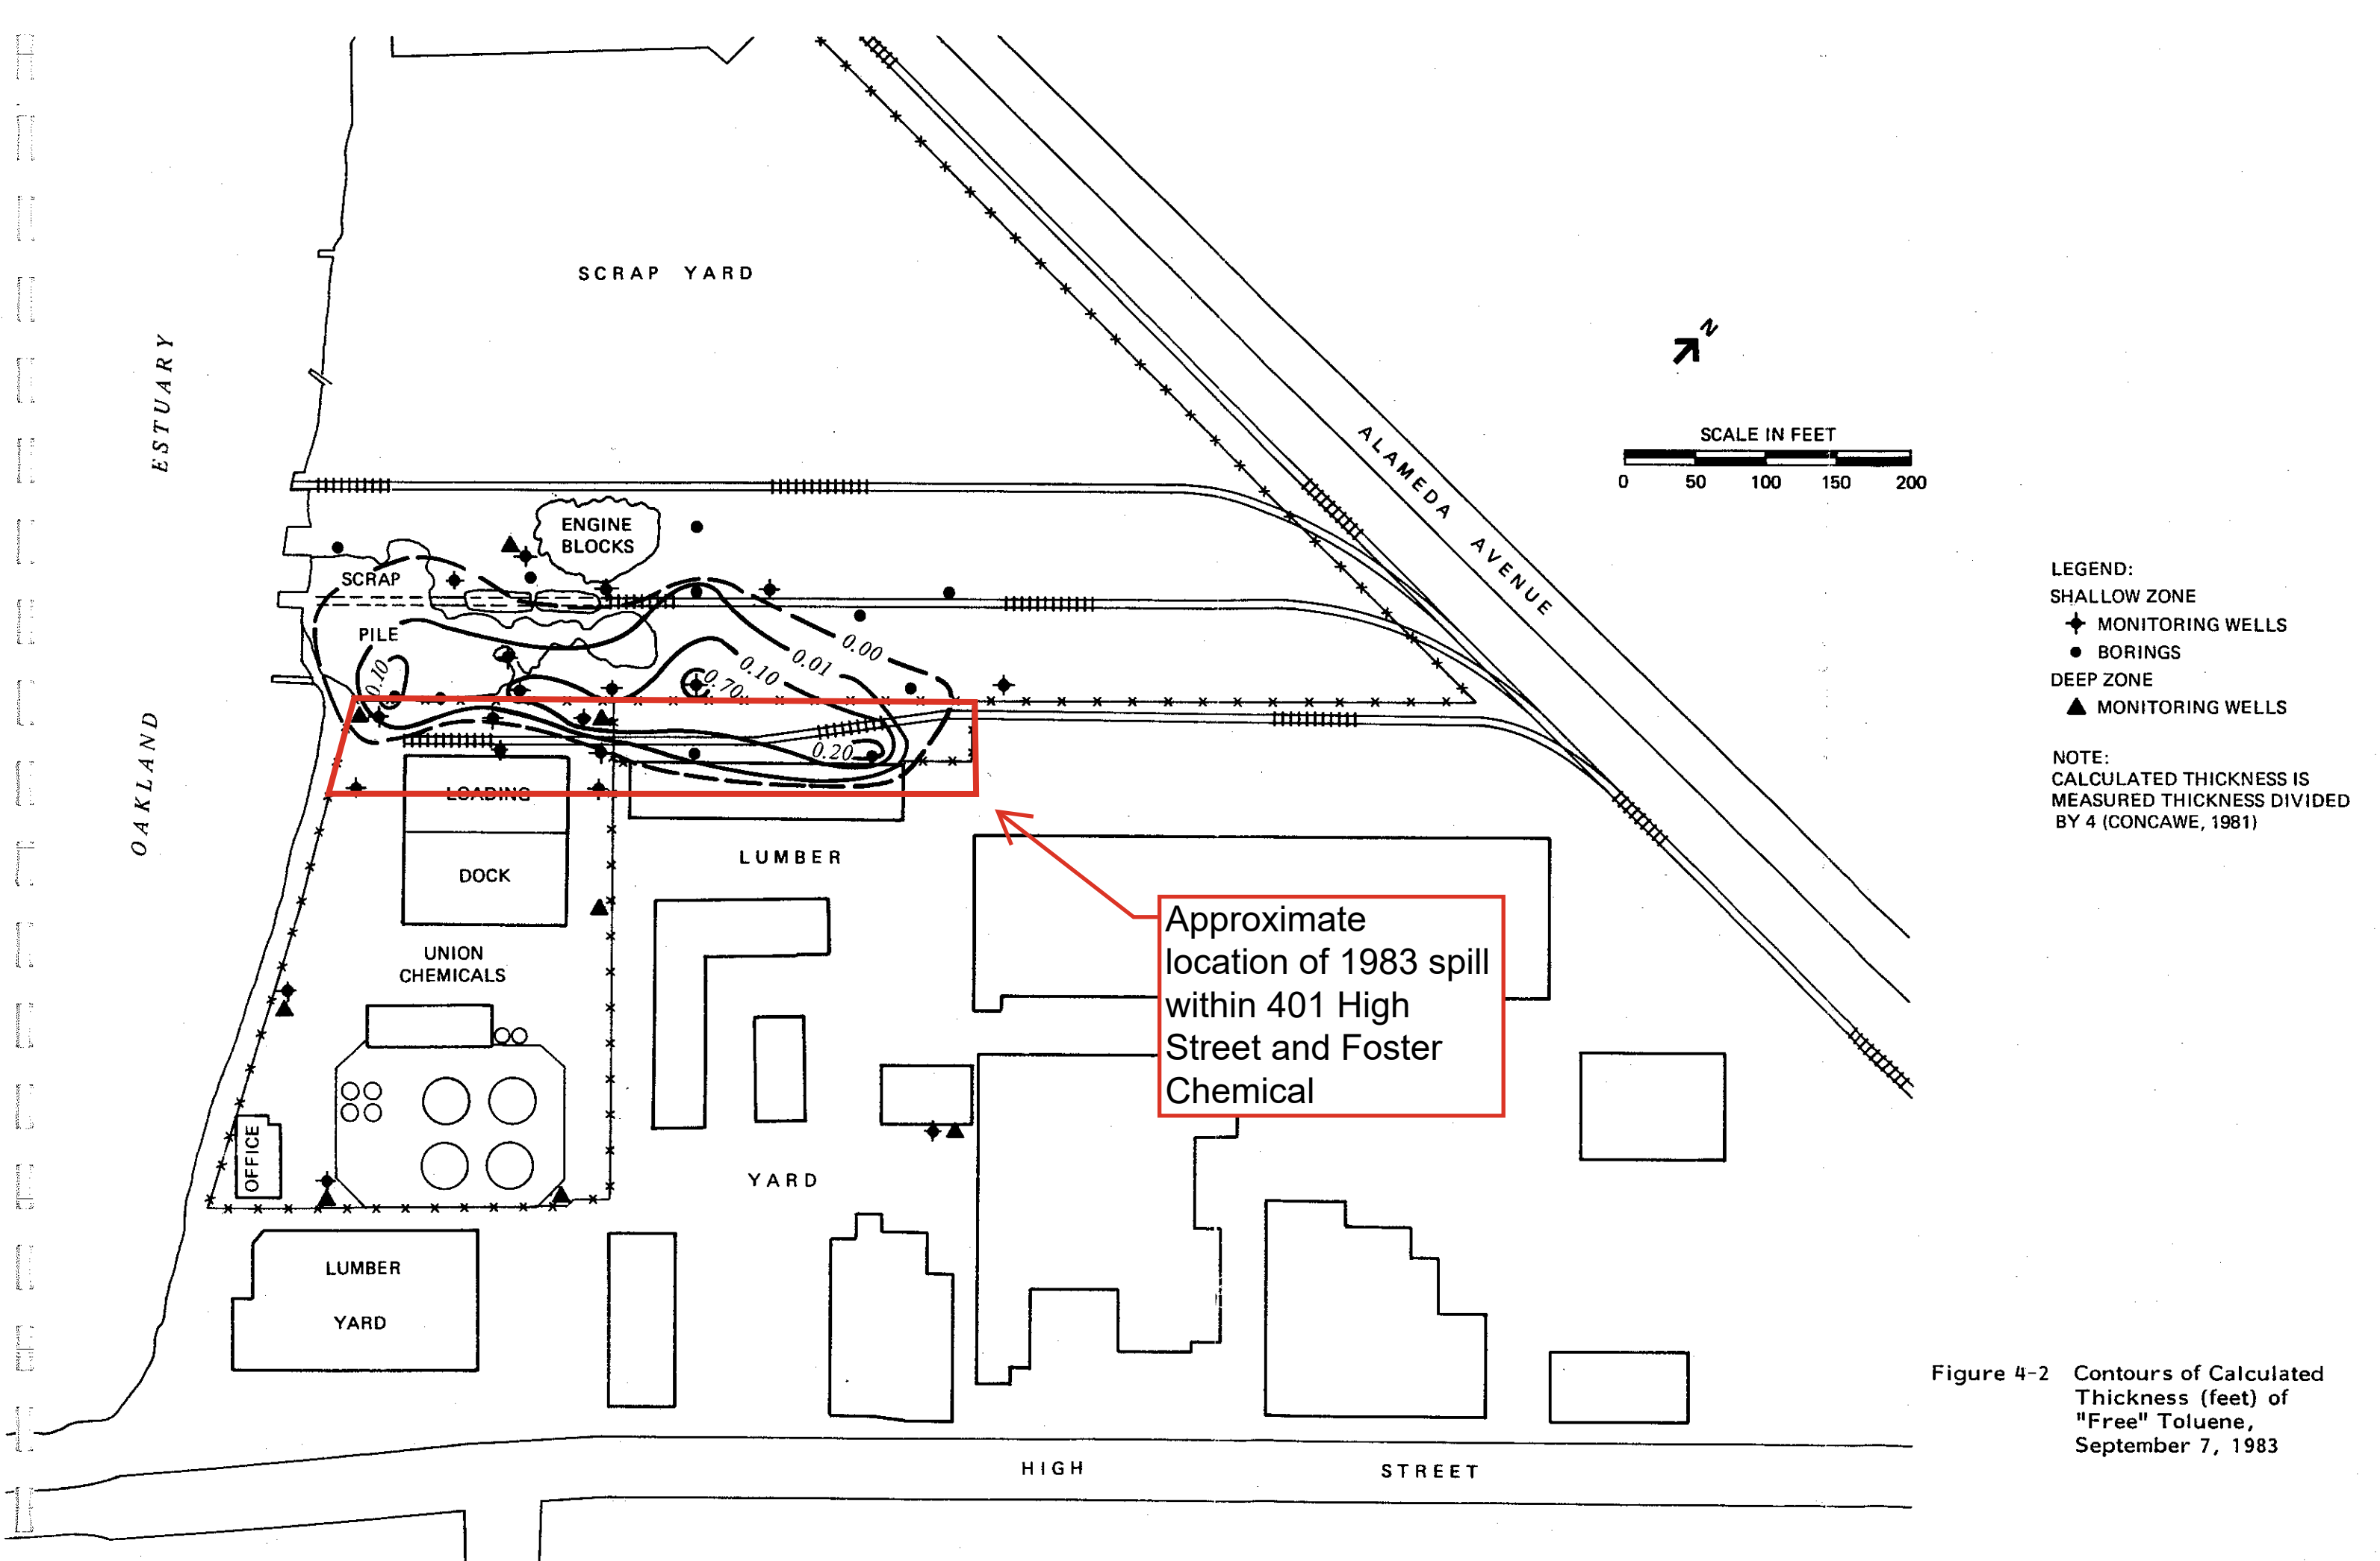 SCRAP YARD
N
ESTUARY
ALAMEDA AVENUE
SCALE IN FEET
0 50 100 150 200
ENGINE
BLOCKS
SCRAP
PILE
LEGEND:
SHALLOW ZONE
MONITORING WELLS
BORINGS
DEEP ZONE
MONITORING WELLS
0.00
0.01
0.10
0.70
0.10
0.20
NOTE:
CALCULATED THICKNESS IS
MEASURED THICKNESS DIVIDED
BY 4 (CONCAWE, 1981)
OAKLAND
LOADING
DOCK
LUMBER
Approximate
location of 1983 spill
within 401 High
Street and Foster
Chemical
UNION
CHEMICALS
OFFICE
YARD
LUMBER
YARD
Figure 4-2 Contours of Calculated
Thickness (feet) of
"Free" Toluene,
September 7, 1983
HIGH STREET